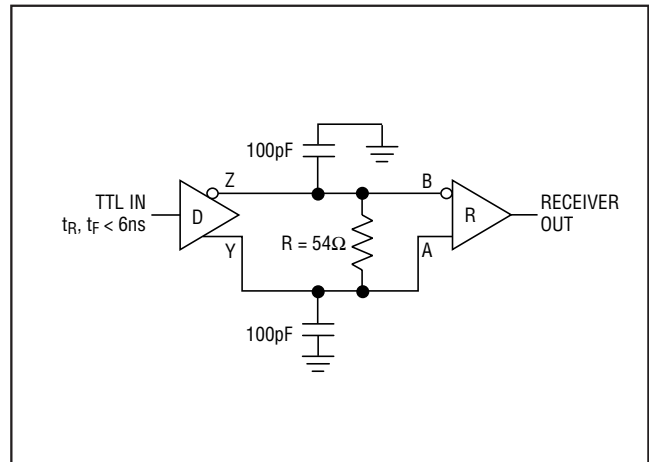 100pF
Z
B
TTL IN
tR, tF < 6ns
D
R
RECEIVER
OUT
R = 54Ω
Y
A
100pF